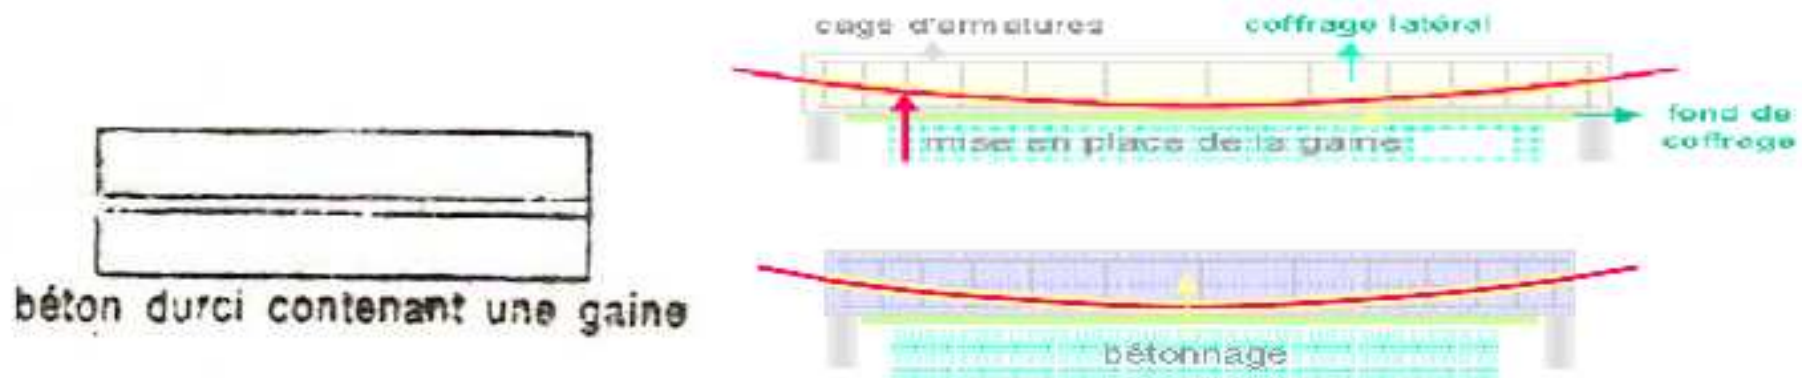 béton durci contenant une gaine
cage d'armatures
coffrage latéral
mise en place de la gaine
fond de
coffrage
bétonnage